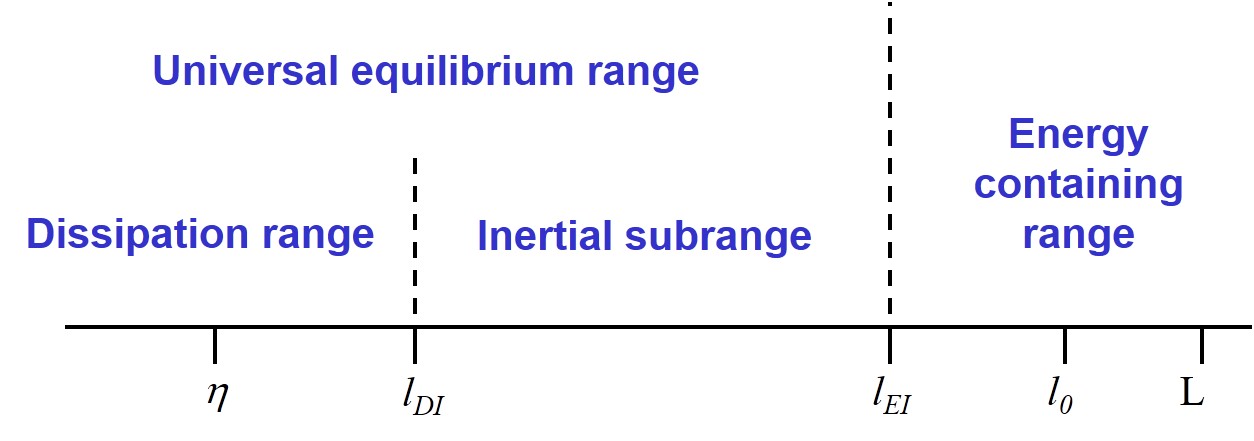 Universal equilibrium range
Energy
containing
range
Dissipation range
Inertial subrange
η
l_DI
l_EI
l_0
L